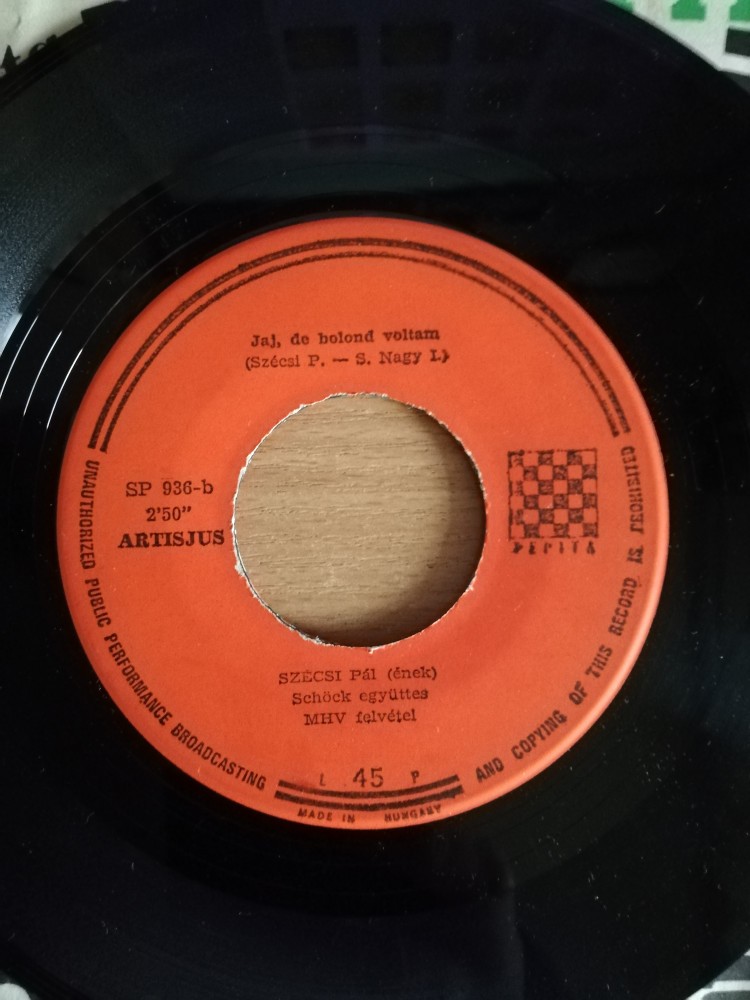 Jaj, de bolond voltam
(Szécsi P. — S. Nagy I.)
SP 936-b
2'50"
ARTISJUS
PEPITA
SZÉCSI Pál (ének)
Schöck együttes
MHV felvétel
L 45 P
MADE IN HUNGARY
UNAUTHORIZED PUBLIC PERFORMANCE BROADCASTING AND COPYING OF THIS RECORD IS PROHIBITED